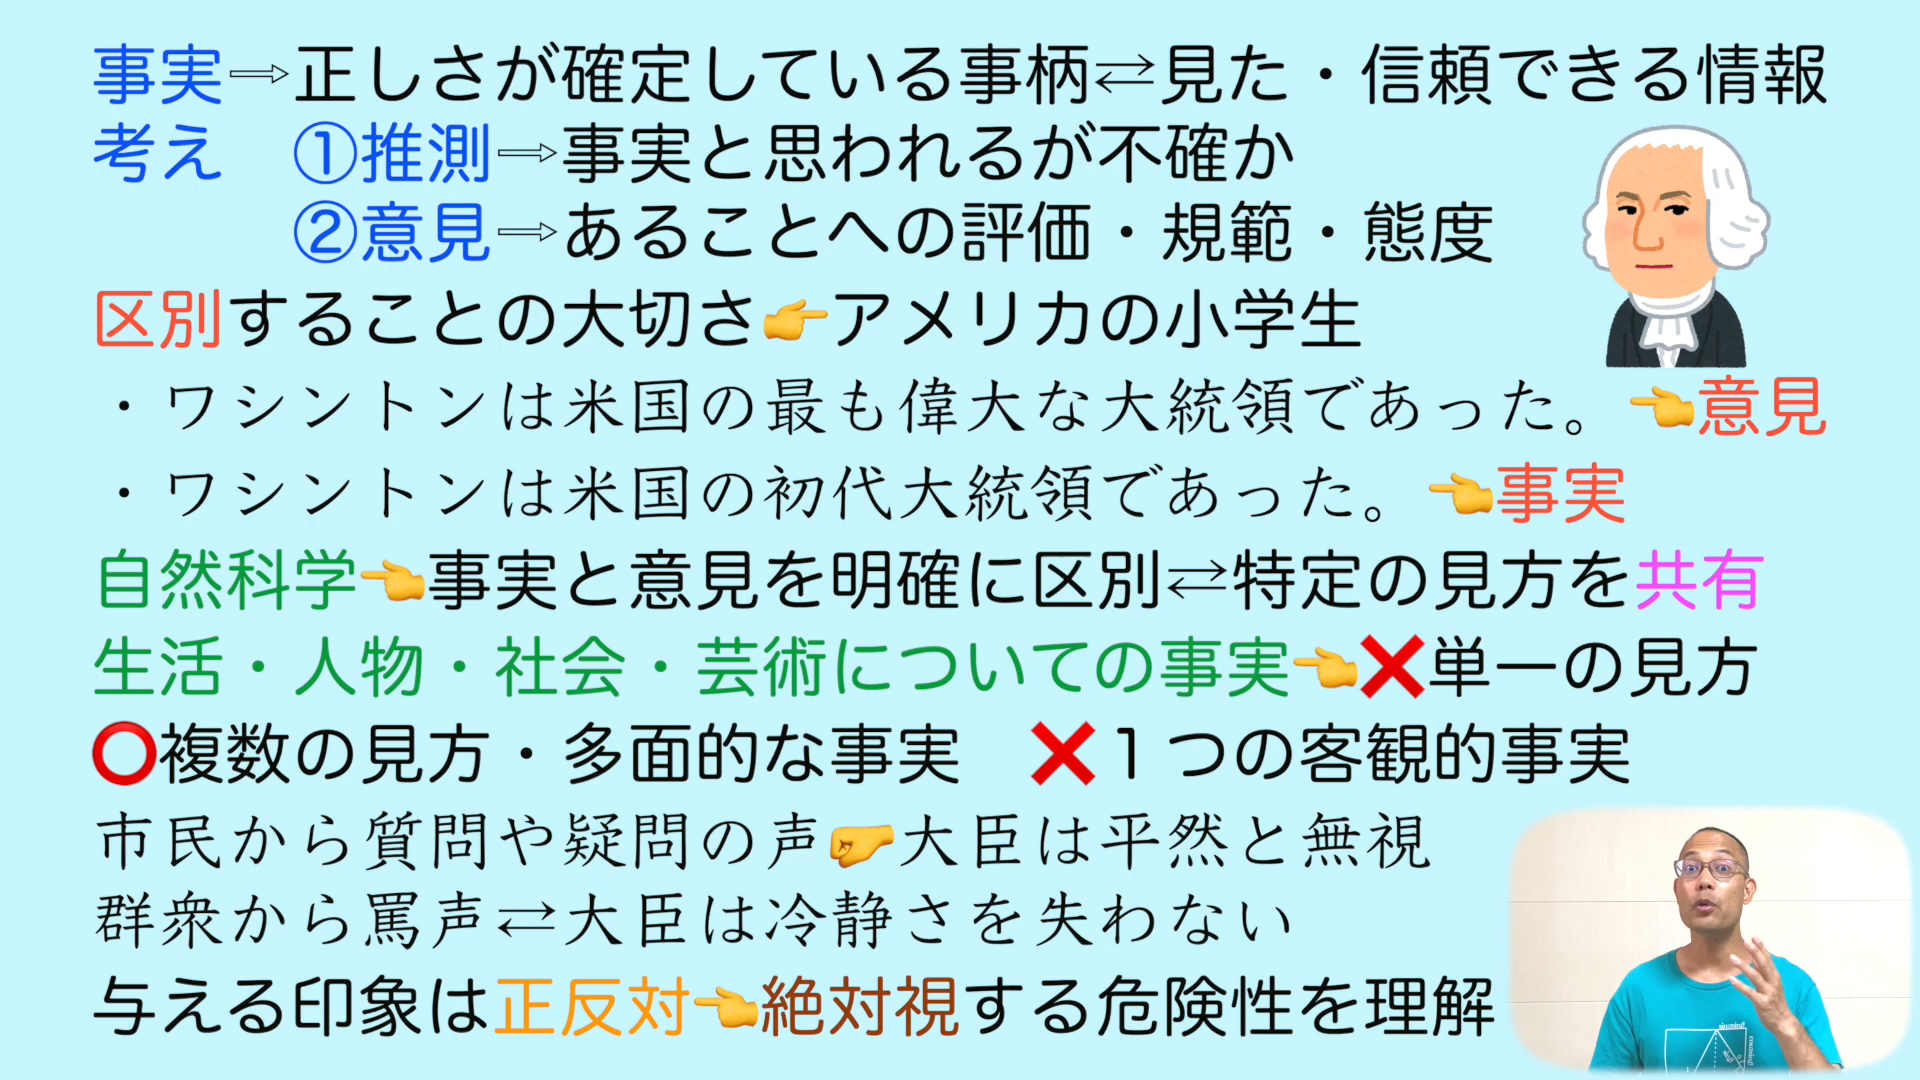 事実⇨正しさが確定している事柄⇄見た・信頼できる情報
考え　①推測⇨事実と思われるが不確か
②意見⇨あることへの評価・規範・態度
区別することの大切さ👉アメリカの小学生
・ワシントンは米国の最も偉大な大統領であった。👈意見
・ワシントンは米国の初代大統領であった。👈事実
自然科学👈事実と意見を明確に区別⇄特定の見方を共有
生活・人物・社会・芸術についての事実👈❌単一の見方
⭕複数の見方・多面的な事実　❌１つの客観的事実
市民から質問や疑問の声🤛大臣は平然と無視
群衆から罵声⇄大臣は冷静さを失わない
与える印象は正反対👈絶対視する危険性を理解